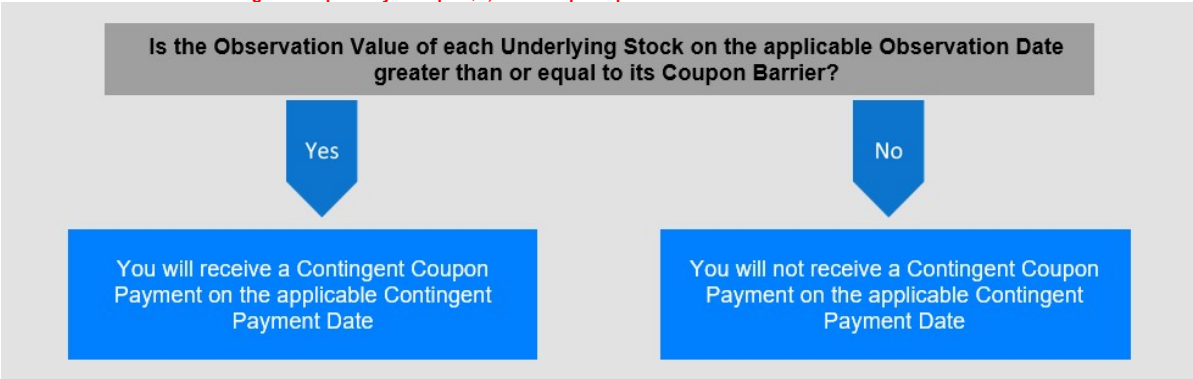 Is the Observation Value of each Underlying Stock on the applicable Observation Date
greater than or equal to its Coupon Barrier?
Yes
No
You will receive a Contingent Coupon
Payment on the applicable Contingent
Payment Date
You will not receive a Contingent Coupon
Payment on the applicable Contingent
Payment Date